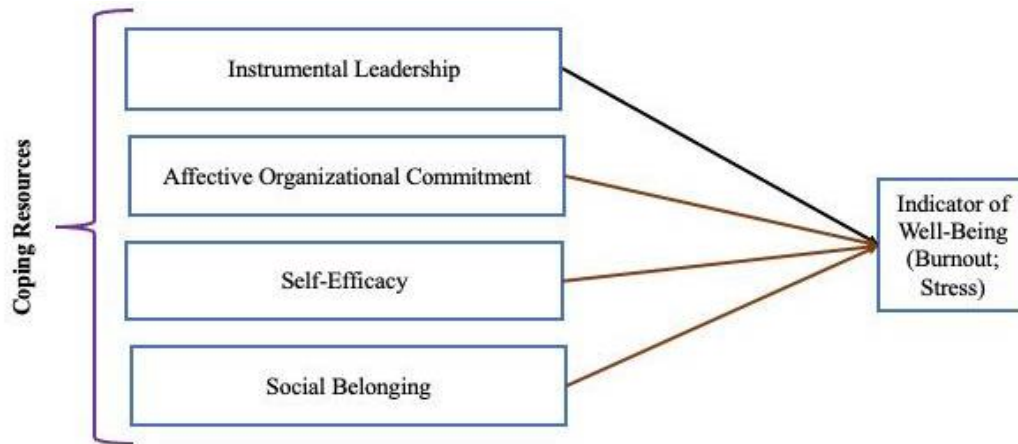 Coping Resources
Instrumental Leadership
Affective Organizational Commitment
Self-Efficacy
Social Belonging
Indicator of
Well-Being
(Burnout;
Stress)